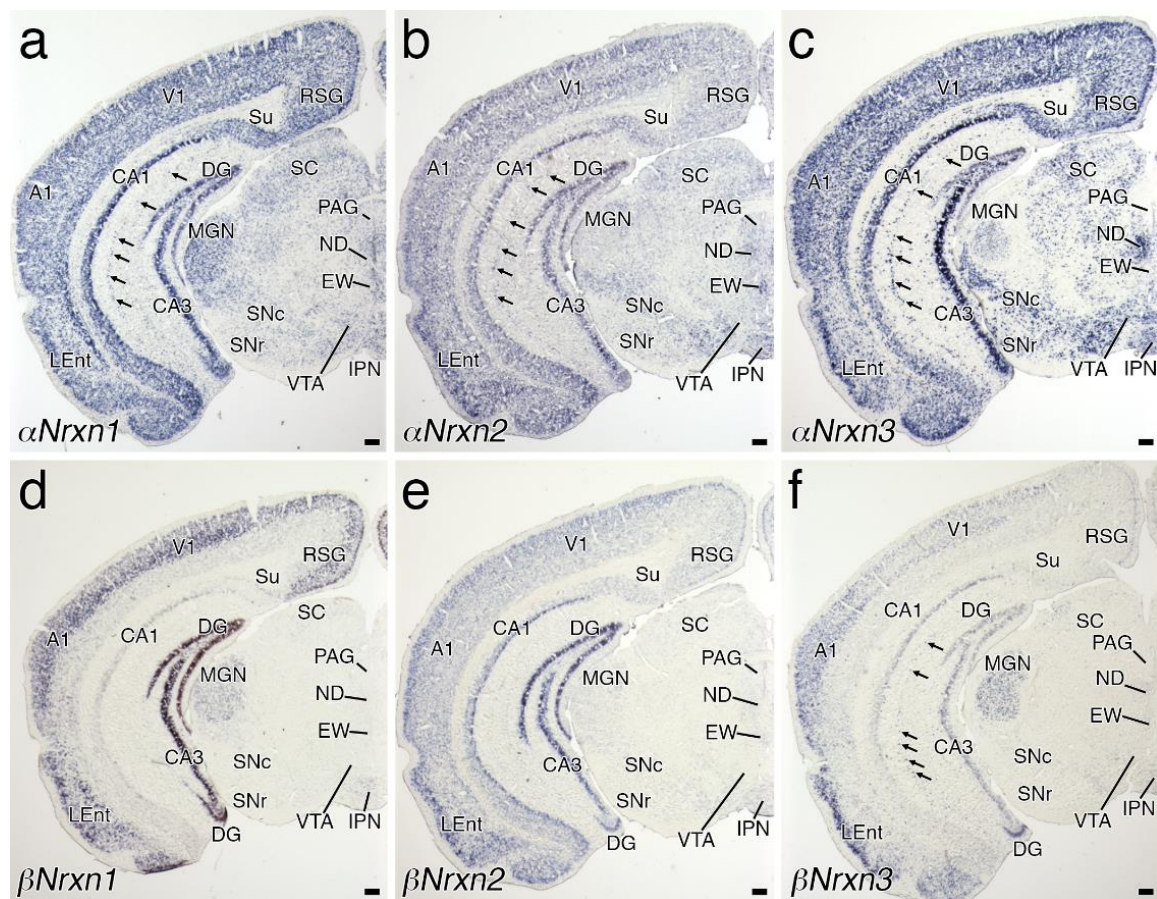 a
V1
RSG
Su
DG
SC
CA1
A1
PAG
MGN
ND
EW
CA3
SNc
SNr
LEnt
VTA
IPN
αNrxn1
b
V1
RSG
Su
DG
SC
CA1
A1
PAG
MGN
ND
EW
CA3
SNc
SNr
LEnt
VTA
IPN
αNrxn2
c
V1
RSG
Su
DG
SC
CA1
A1
PAG
MGN
ND
EW
CA3
SNc
SNr
LEnt
VTA
IPN
αNrxn3
d
V1
RSG
Su
SC
DG
CA1
A1
PAG
MGN
ND
EW
CA3
SNc
SNr
LEnt
VTA
IPN
DG
βNrxn1
e
V1
RSG
Su
SC
DG
CA1
A1
PAG
MGN
ND
EW
CA3
SNc
SNr
LEnt
VTA
IPN
DG
βNrxn2
f
V1
RSG
Su
DG
SC
CA1
A1
PAG
MGN
ND
EW
CA3
SNc
SNr
LEnt
VTA
IPN
DG
βNrxn3